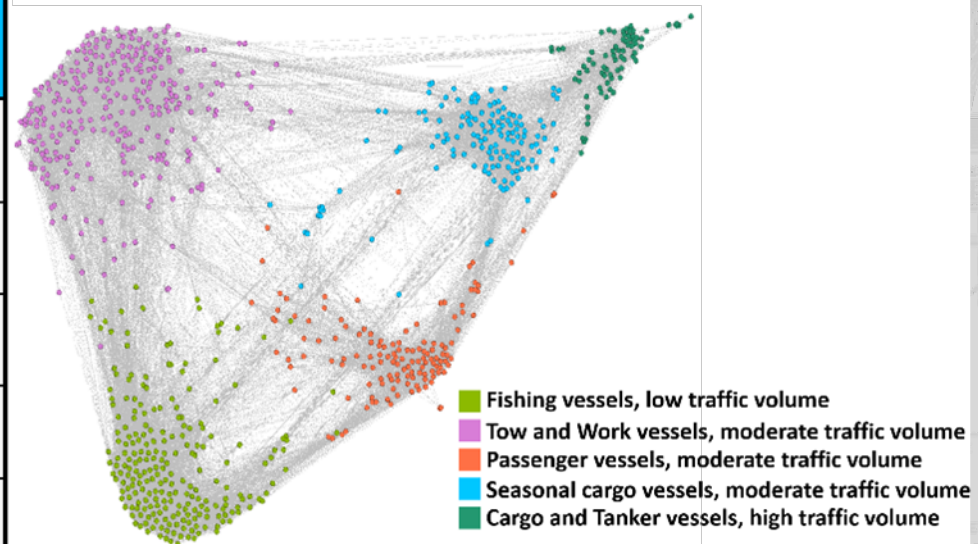 Fishing vessels, low traffic volume
Tow and Work vessels, moderate traffic volume
Passenger vessels, moderate traffic volume
Seasonal cargo vessels, moderate traffic volume
Cargo and Tanker vessels, high traffic volume